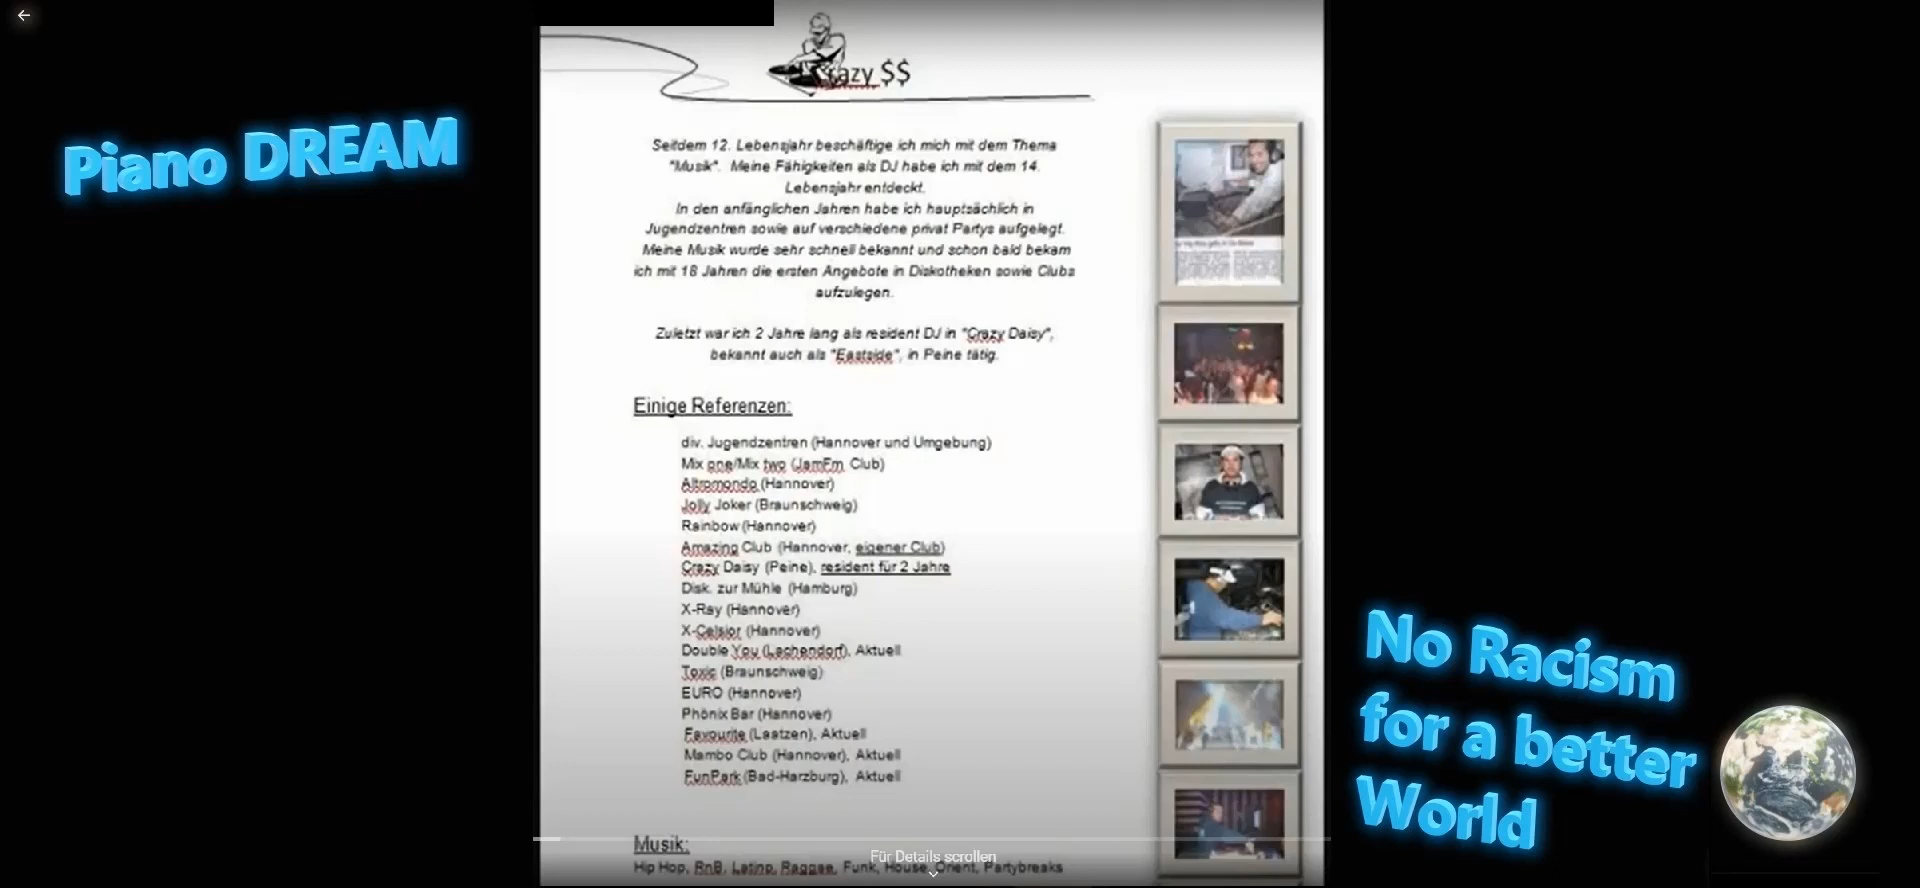 Piano DREAM
Crazy $$
Seitdem 12. Lebensjahr beschäftige ich mich mit dem Thema
"Musik". Meine Fähigkeiten als DJ habe ich mit dem 14.
Lebensjahr entdeckt.
In den anfänglichen Jahren habe ich hauptsächlich in
Jugendzentren sowie auf verschiedene privat Partys aufgelegt.
Meine Musik wurde sehr schnell bekannt und schon bald bekam
ich mit 18 Jahren die ersten Angebote in Diskotheken sowie Clubs
aufzulegen.
Zuletzt war ich 2 Jahre lang als resident DJ in "Crazy Daisy",
bekannt auch als "Eastside", in Peine tätig.
Einige Referenzen:
div. Jugendzentren (Hannover und Umgebung)
Mix one/Mix two (JamFm Club)
Altromondo (Hannover)
Jolly Joker (Braunschweig)
Rainbow (Hannover)
Amazing Club (Hannover, eigener Club)
Crazy Daisy (Peine), resident für 2 Jahre
Disk. zur Mühle (Hamburg)
X-Ray (Hannover)
X-Celsior (Hannover)
Double You (Lachendorf), Aktuell
Toxic (Braunschweig)
EURO (Hannover)
Phönix Bar (Hannover)
Favourite (Laatzen), Aktuell
Mambo Club (Hannover), Aktuell
FunPark (Bad-Harzburg), Aktuell
Musik:
Hip Hop, RnB, Latino, Raggae, Funk, House, Orient, Partybreaks
Für Details scrollen
No Racism
for a better
World